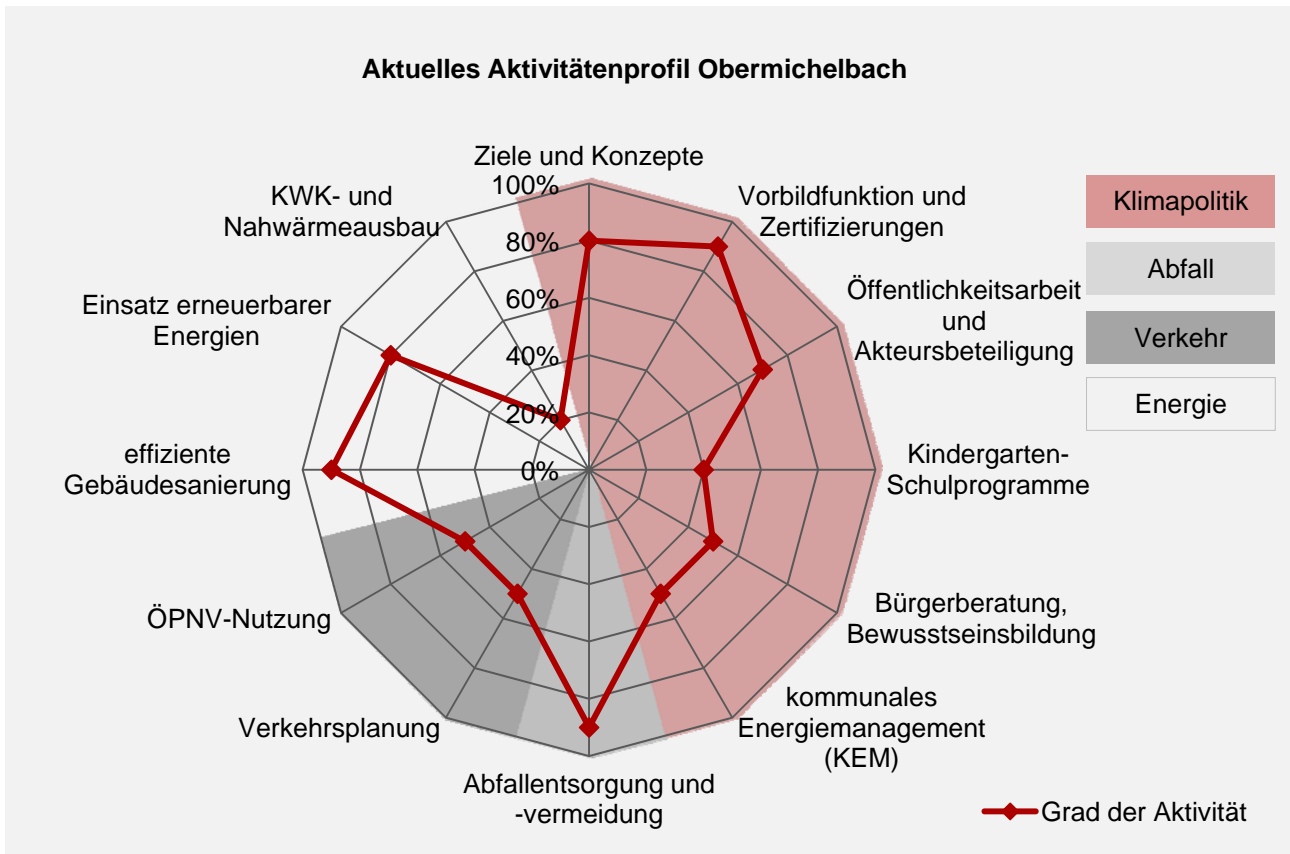 Aktuelles Aktivitätenprofil Obermichelbach
Ziele und Konzepte
Vorbildfunktion und
Zertifizierungen
Öffentlichkeitsarbeit
und
Akteursbeteiligung
Kindergarten-
Schulprogramme
Bürgerberatung,
Bewusstseinsbildung
kommunales
Energiemanagement
(KEM)
Abfallentsorgung und
-vermeidung
Verkehrsplanung
ÖPNV-Nutzung
effiziente
Gebäudesanierung
Einsatz erneuerbarer
Energien
KWK- und
Nahwärmeausbau
100%
80%
60%
40%
20%
0%
Klimapolitik
Abfall
Verkehr
Energie
Grad der Aktivität